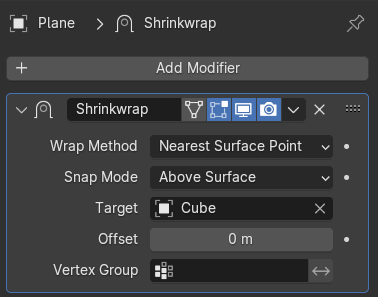 Plane > Shrinkwrap
Add Modifier
Shrinkwrap
Wrap Method Nearest Surface Point
Snap Mode Above Surface
Target Cube
Offset 0 m
Vertex Group